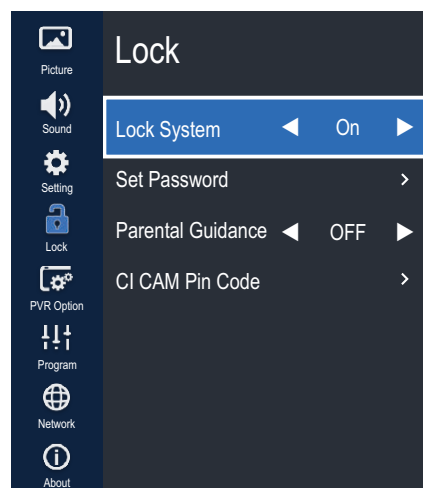 Picture
Sound
Setting
Lock
PVR Option
Program
Network
About
Lock
Lock System On
Set Password
Parental Guidance OFF
CI CAM Pin Code